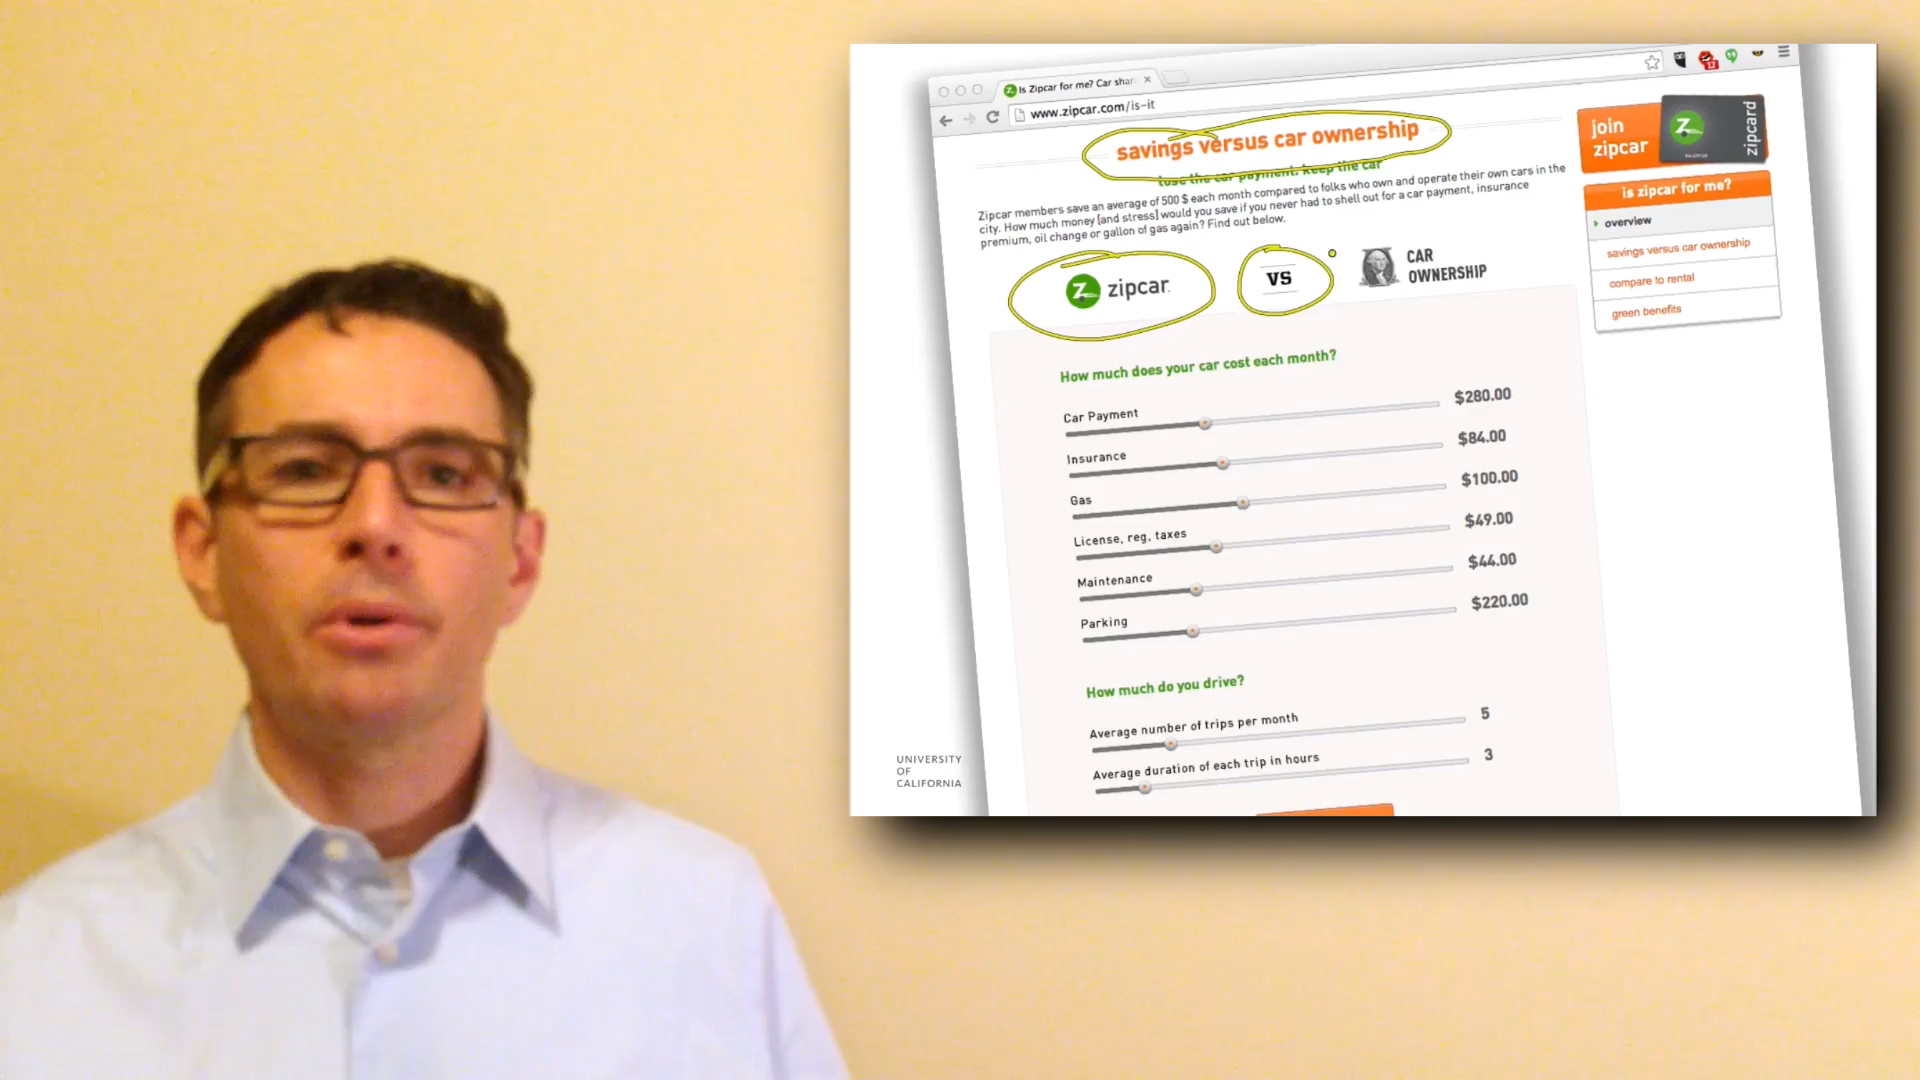 Is Zipcar for me? Car shar
www.zipcar.com/is-it
savings versus car ownership
lose the car payment. keep the car
Zipcar members save an average of 500 $ each month compared to folks who own and operate their own cars in the
city. How much money [and stress] would you save if you never had to shell out for a car payment, insurance
premium, oil change or gallon of gas again? Find out below.
zipcar
VS
CAR
OWNERSHIP
How much does your car cost each month?
Car Payment $280.00
Insurance $84.00
Gas $100.00
License, reg, taxes $49.00
Maintenance $44.00
Parking $220.00
How much do you drive?
Average number of trips per month 5
Average duration of each trip in hours 3
join
zipcar
zipcard
is zipcar for me?
overview
savings versus car ownership
compare to rental
green benefits
12
UNIVERSITY
OF
CALIFORNIA